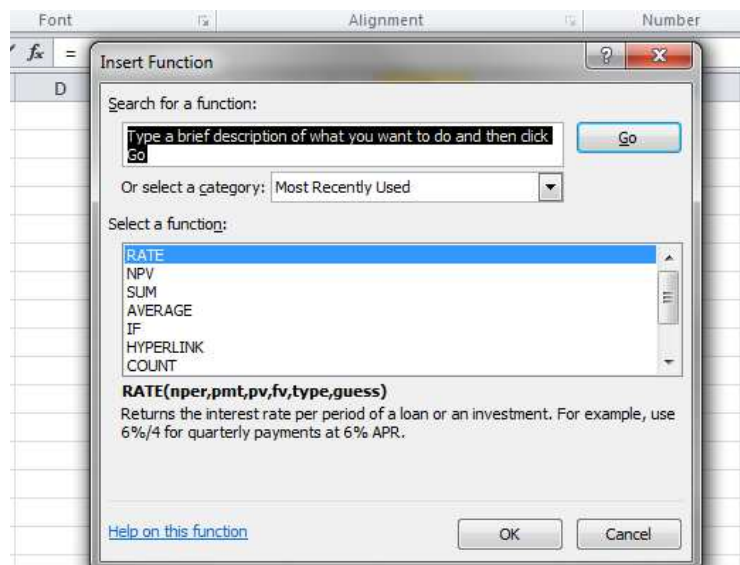 Font Alignment Number
fx =
Insert Function
D
Search for a function:
Type a brief description of what you want to do and then click
Go
Go
Or select a category: Most Recently Used
Select a function:
RATE
NPV
SUM
AVERAGE
IF
HYPERLINK
COUNT
RATE(nper,pmt,pv,fv,type,guess)
Returns the interest rate per period of a loan or an investment. For example, use
6%/4 for quarterly payments at 6% APR.
Help on this function
OK Cancel